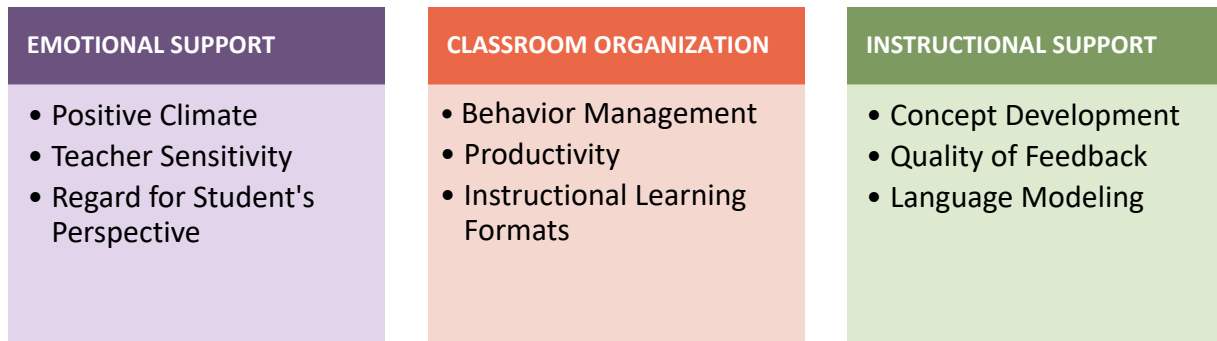 EMOTIONAL SUPPORT
• Positive Climate
• Teacher Sensitivity
• Regard for Student's
Perspective
CLASSROOM ORGANIZATION
• Behavior Management
• Productivity
• Instructional Learning
Formats
INSTRUCTIONAL SUPPORT
• Concept Development
• Quality of Feedback
• Language Modeling